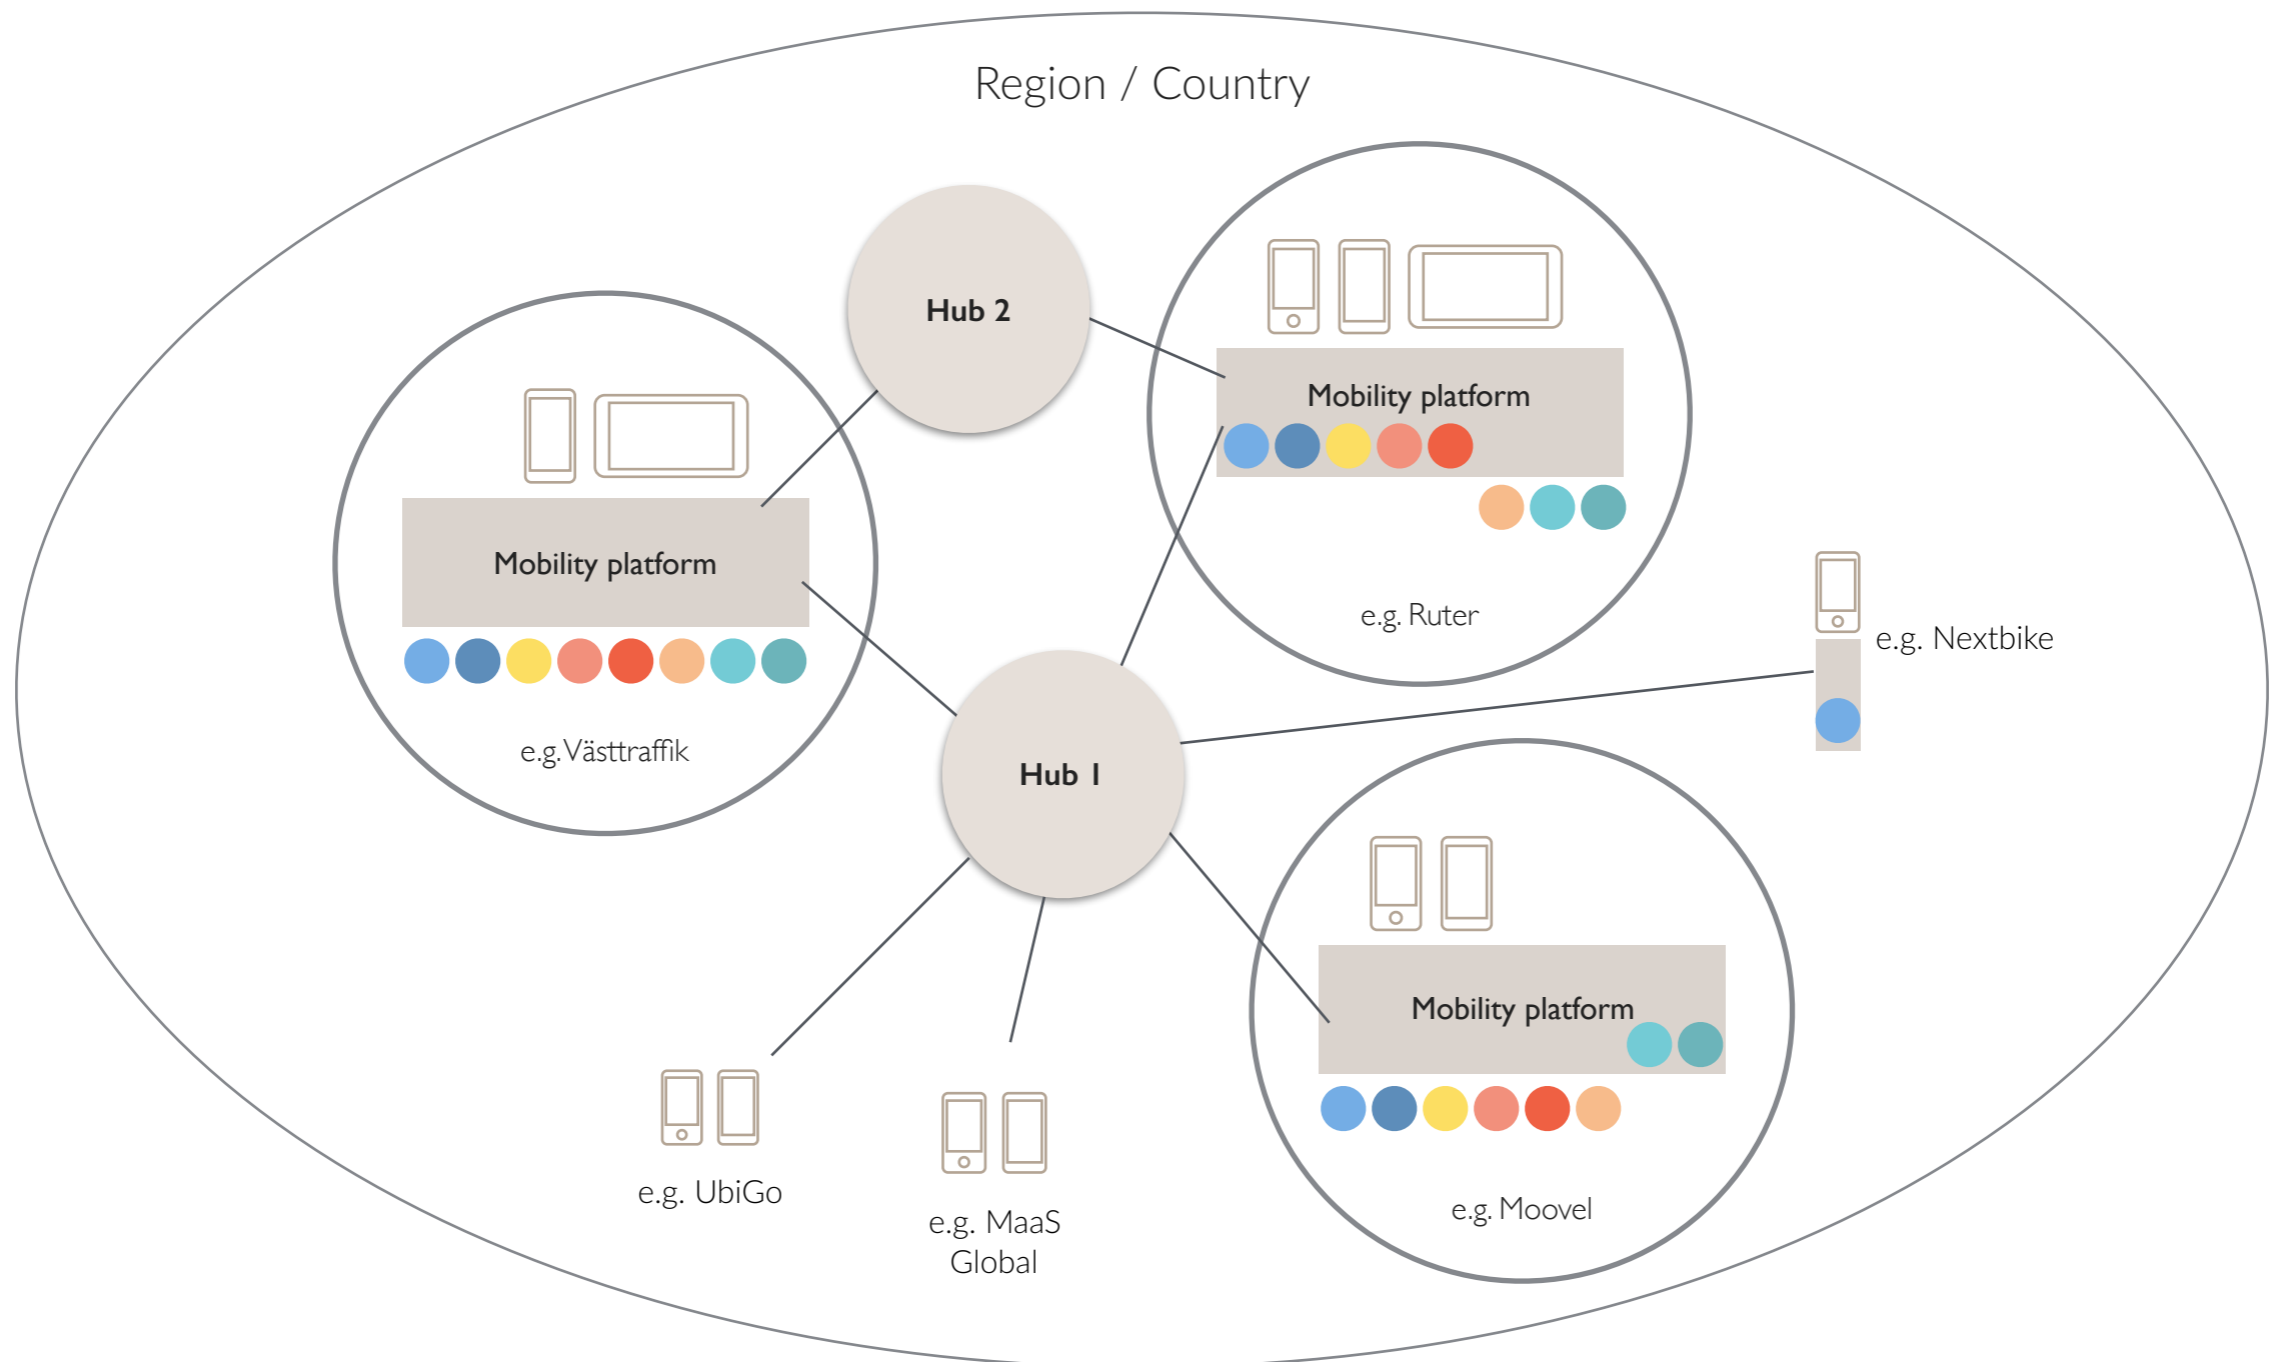 Region / Country
Hub 2
Mobility platform
e.g. Ruter
Mobility platform
e.g. Västtraffik
e.g. Nextbike
Hub 1
Mobility platform
e.g. Moovel
e.g. UbiGo
e.g. MaaS
Global